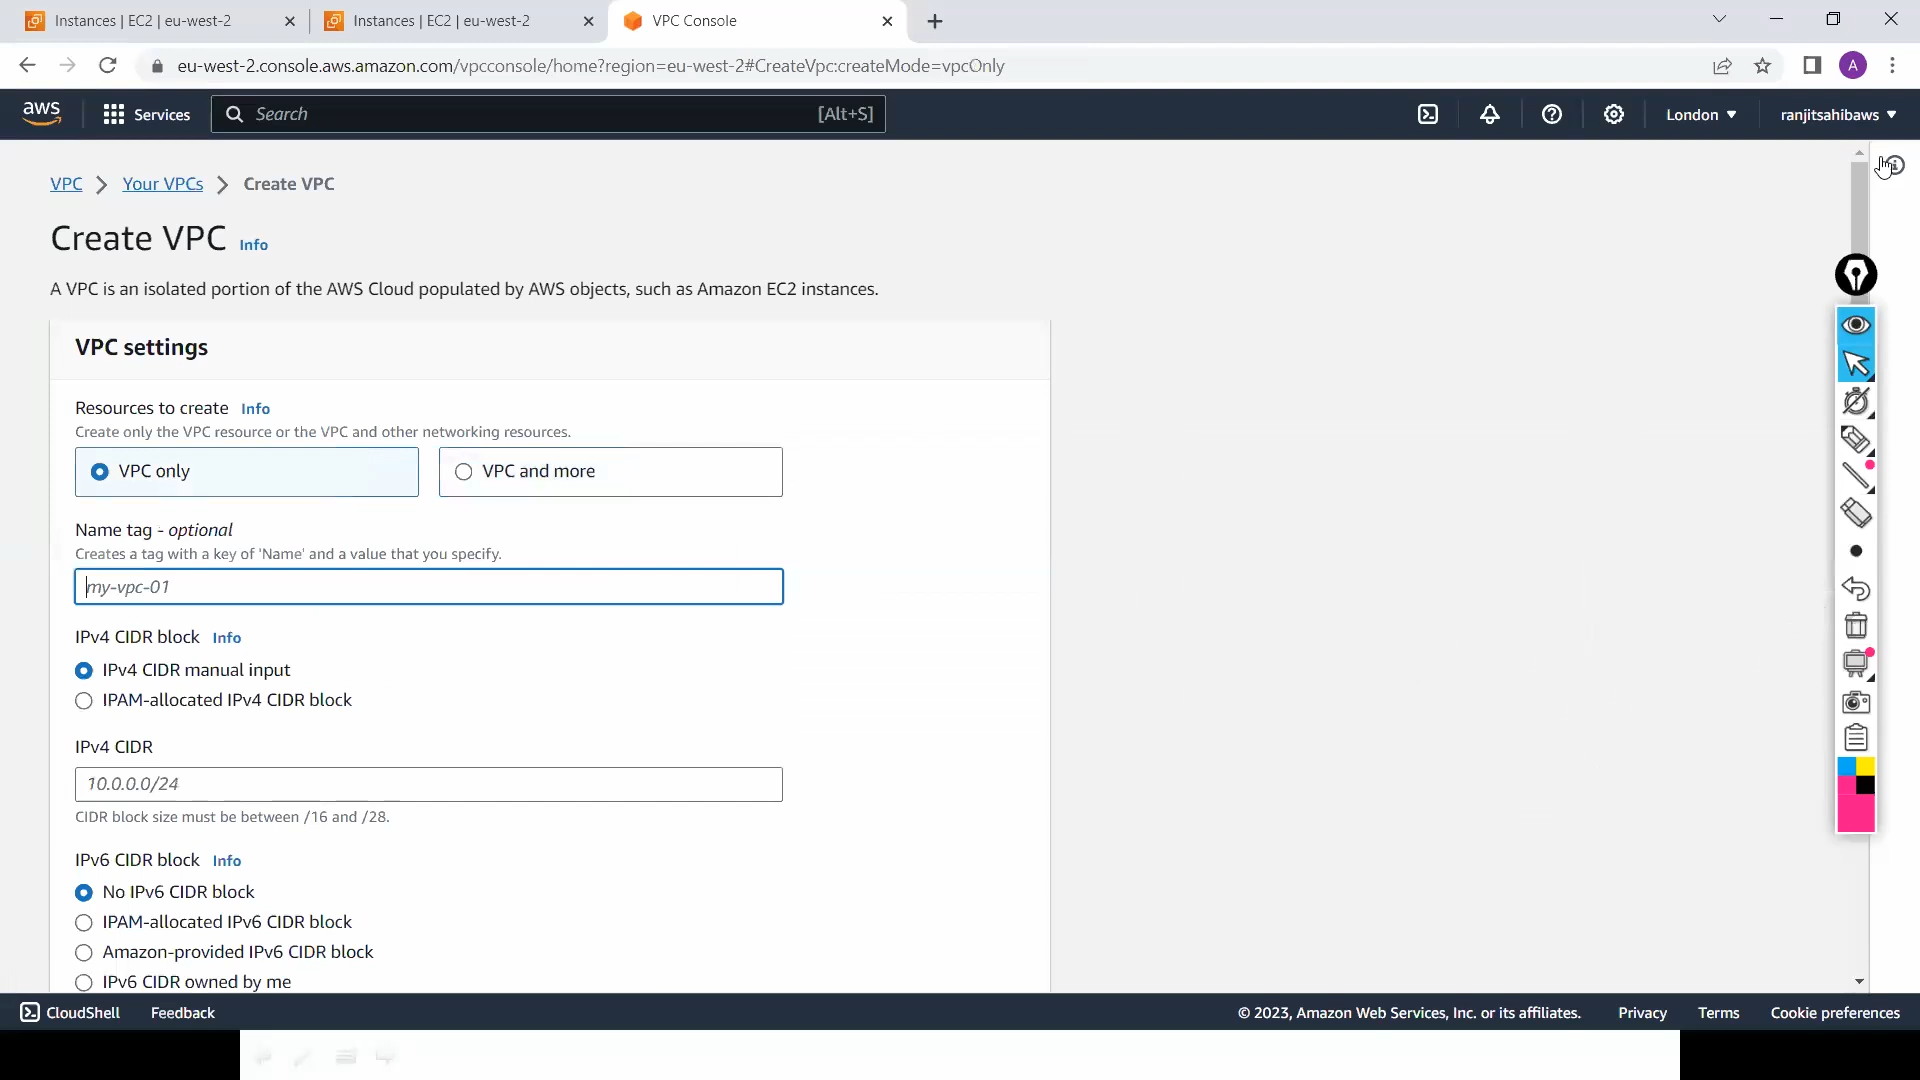 Instances | EC2 | eu-west-2
Instances | EC2 | eu-west-2
VPC Console
eu-west-2.console.aws.amazon.com/vpcconsole/home?region=eu-west-2#CreateVpc:createMode=vpcOnly
A
aws
Services
Search
[Alt+S]
London
ranjitsahibaws
VPC
Your VPCs
Create VPC
Create VPC Info
A VPC is an isolated portion of the AWS Cloud populated by AWS objects, such as Amazon EC2 instances.
VPC settings
Resources to create Info
Create only the VPC resource or the VPC and other networking resources.
VPC only
VPC and more
Name tag - optional
Creates a tag with a key of 'Name' and a value that you specify.
my-vpc-01
IPv4 CIDR block Info
IPv4 CIDR manual input
IPAM-allocated IPv4 CIDR block
IPv4 CIDR
10.0.0.0/24
CIDR block size must be between /16 and /28.
IPv6 CIDR block Info
No IPv6 CIDR block
IPAM-allocated IPv6 CIDR block
Amazon-provided IPv6 CIDR block
IPv6 CIDR owned by me
CloudShell
Feedback
© 2023, Amazon Web Services, Inc. or its affiliates.
Privacy
Terms
Cookie preferences